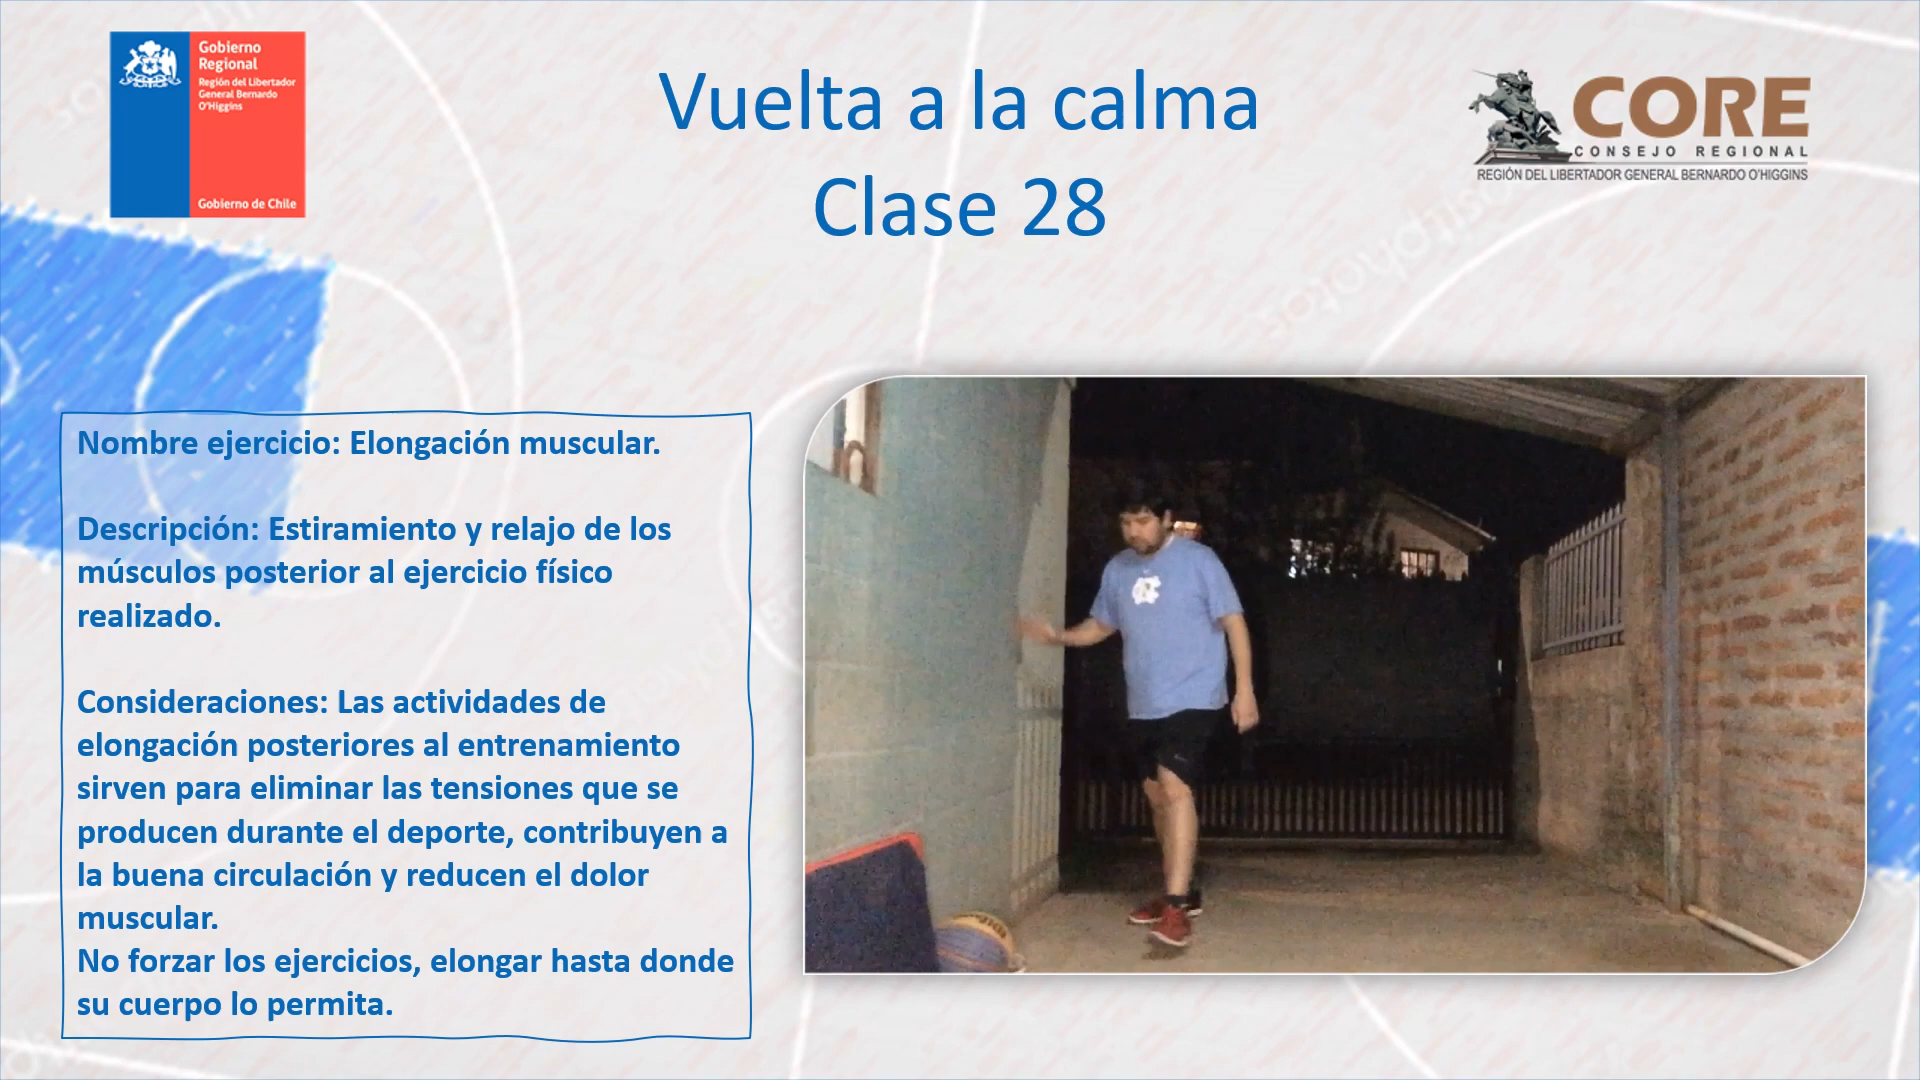 Gobierno
Regional
Región del Libertador
General Bernardo
O'Higgins
Gobierno de Chile
Vuelta a la calma
Clase 28
CORE
CONSEJO REGIONAL
REGIÓN DEL LIBERTADOR GENERAL BERNARDO O'HIGGINS
Nombre ejercicio: Elongación muscular.
Descripción: Estiramiento y relajo de los
músculos posterior al ejercicio físico
realizado.
Consideraciones: Las actividades de
elongación posteriores al entrenamiento
sirven para eliminar las tensiones que se
producen durante el deporte, contribuyen a
la buena circulación y reducen el dolor
muscular.
No forzar los ejercicios, elongar hasta donde
su cuerpo lo permita.